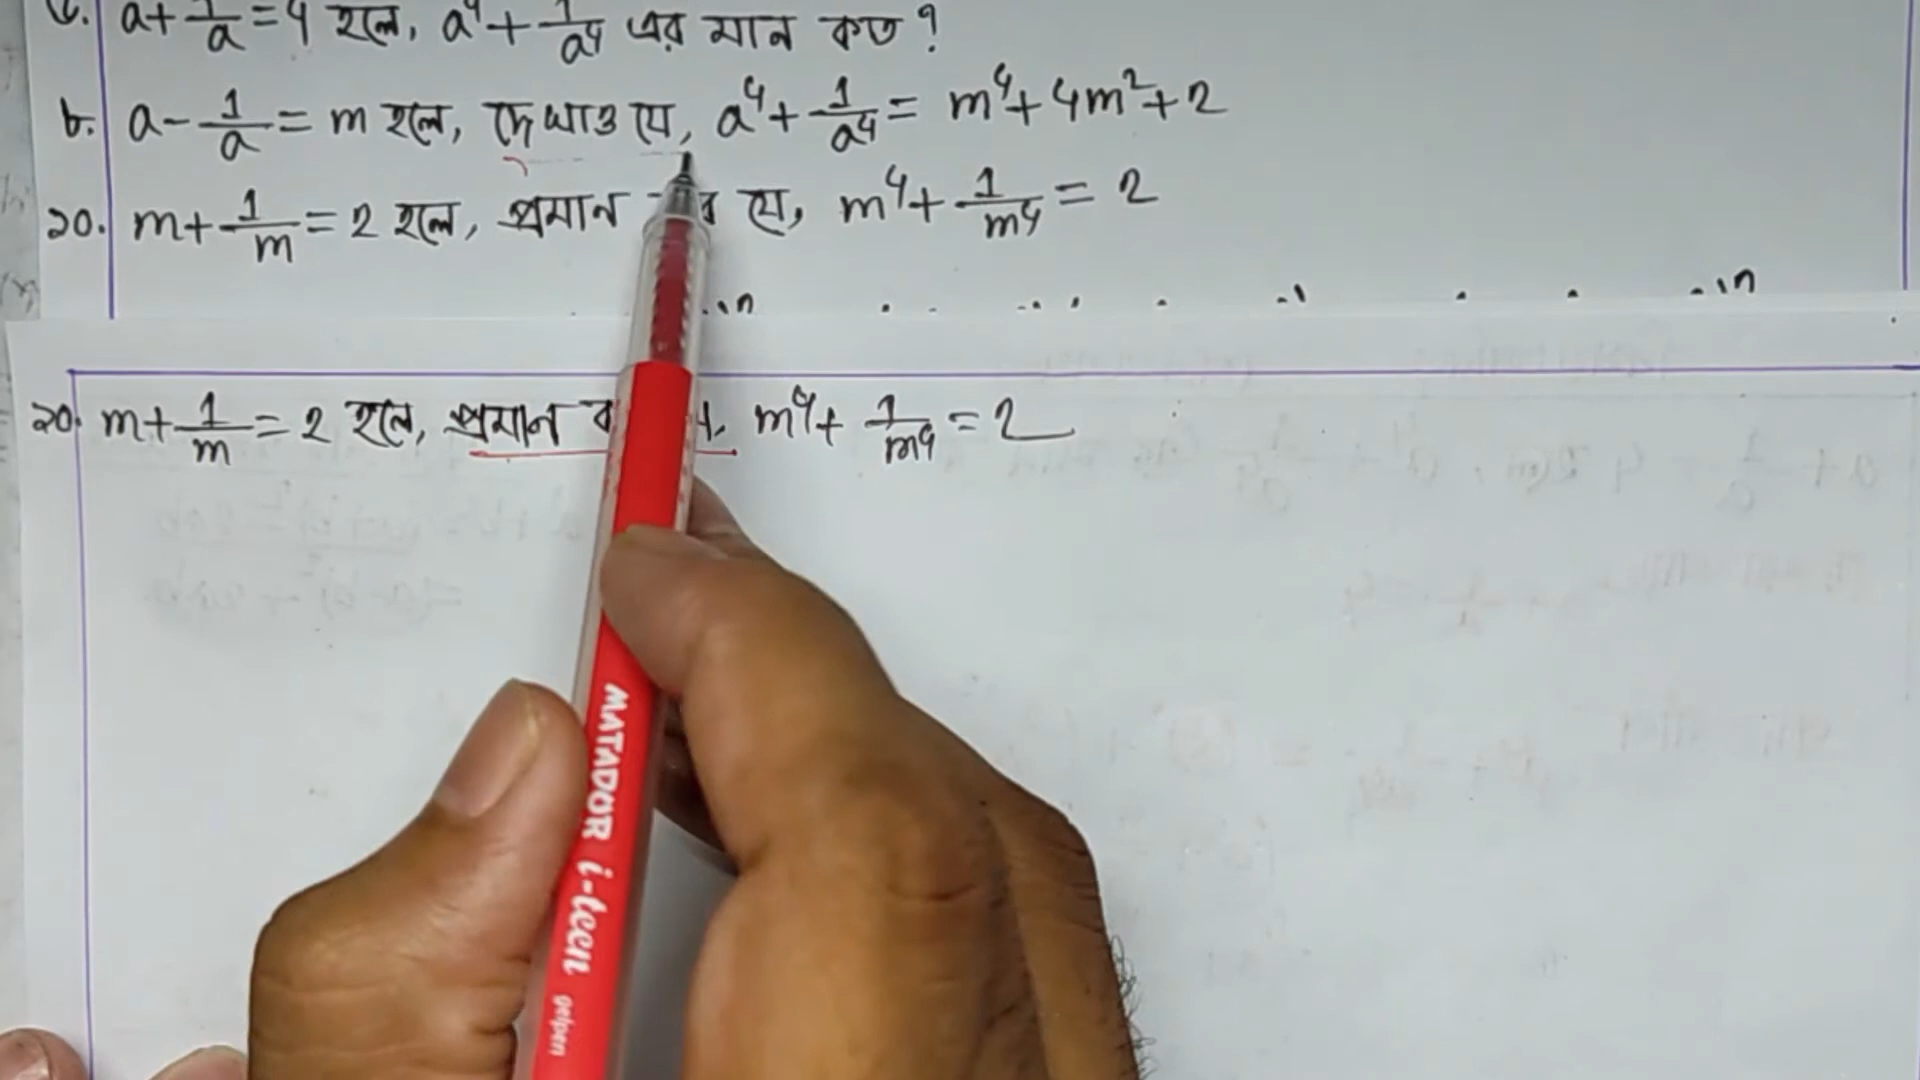 a+1/a=4 হলে, a⁴+1/a⁴ এর মান কত?
৮. a-1/a=m হলে, দেখাও যে, a⁴+1/a⁴=m⁴+4m²+2
১০. m+1/m=2 হলে, প্রমান যে, m⁴+1/m⁴=2
১০. m+1/m=2 হলে, প্রমান m⁴+1/m⁴=2
MATADOR i-teen gelpen